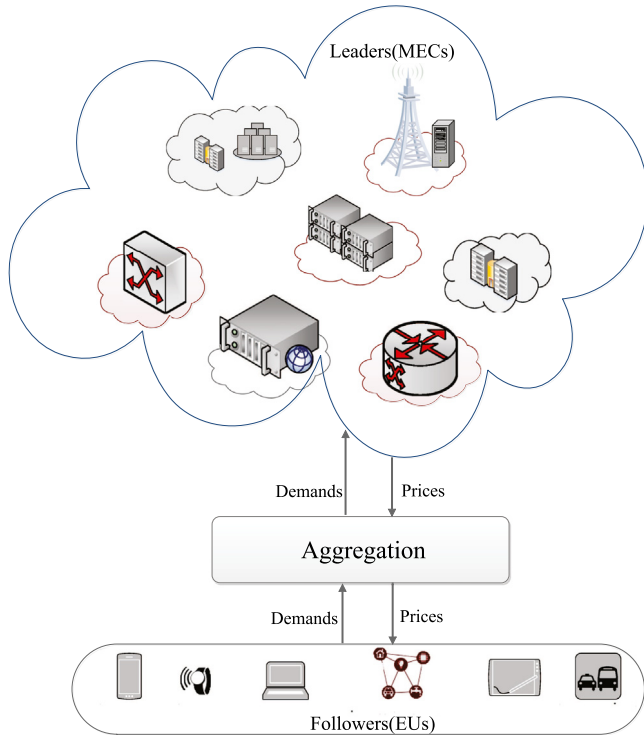 Leaders(MECs)
Demands
Prices
Aggregation
Demands
Prices
Followers(EUs)